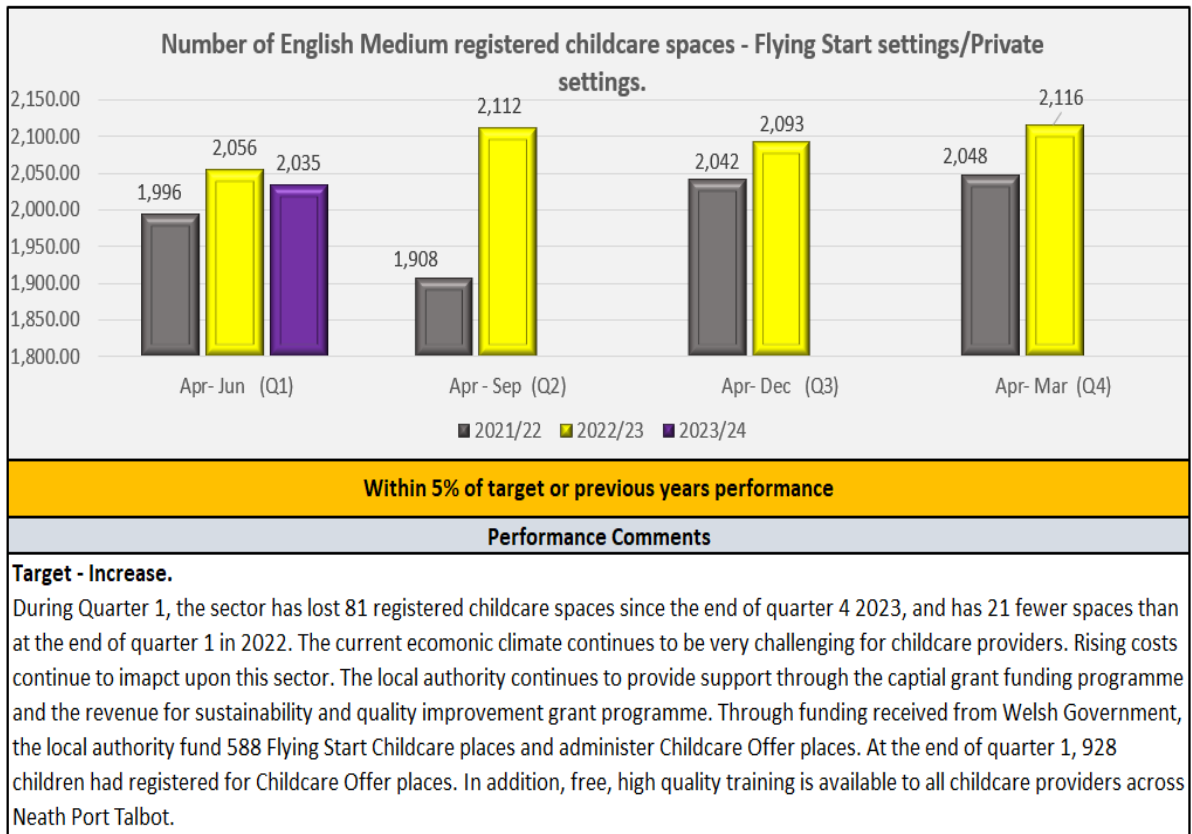 Number of English Medium registered childcare spaces - Flying Start settings/Private
settings.
2,150.00
2,100.00
2,050.00
2,000.00
1,950.00
1,900.00
1,850.00
1,800.00
1,996
2,056
2,035
1,908
2,112
2,042
2,093
2,048
2,116
Apr- Jun (Q1)
Apr - Sep (Q2)
Apr- Dec (Q3)
Apr- Mar (Q4)
2021/22
2022/23
2023/24
Within 5% of target or previous years performance
Performance Comments
Target - Increase.
During Quarter 1, the sector has lost 81 registered childcare spaces since the end of quarter 4 2023, and has 21 fewer spaces than
at the end of quarter 1 in 2022. The current ecomonic climate continues to be very challenging for childcare providers. Rising costs
continue to imapct upon this sector. The local authority continues to provide support through the captial grant funding programme
and the revenue for sustainability and quality improvement grant programme. Through funding received from Welsh Government,
the local authority fund 588 Flying Start Childcare places and administer Childcare Offer places. At the end of quarter 1, 928
children had registered for Childcare Offer places. In addition, free, high quality training is available to all childcare providers across
Neath Port Talbot.